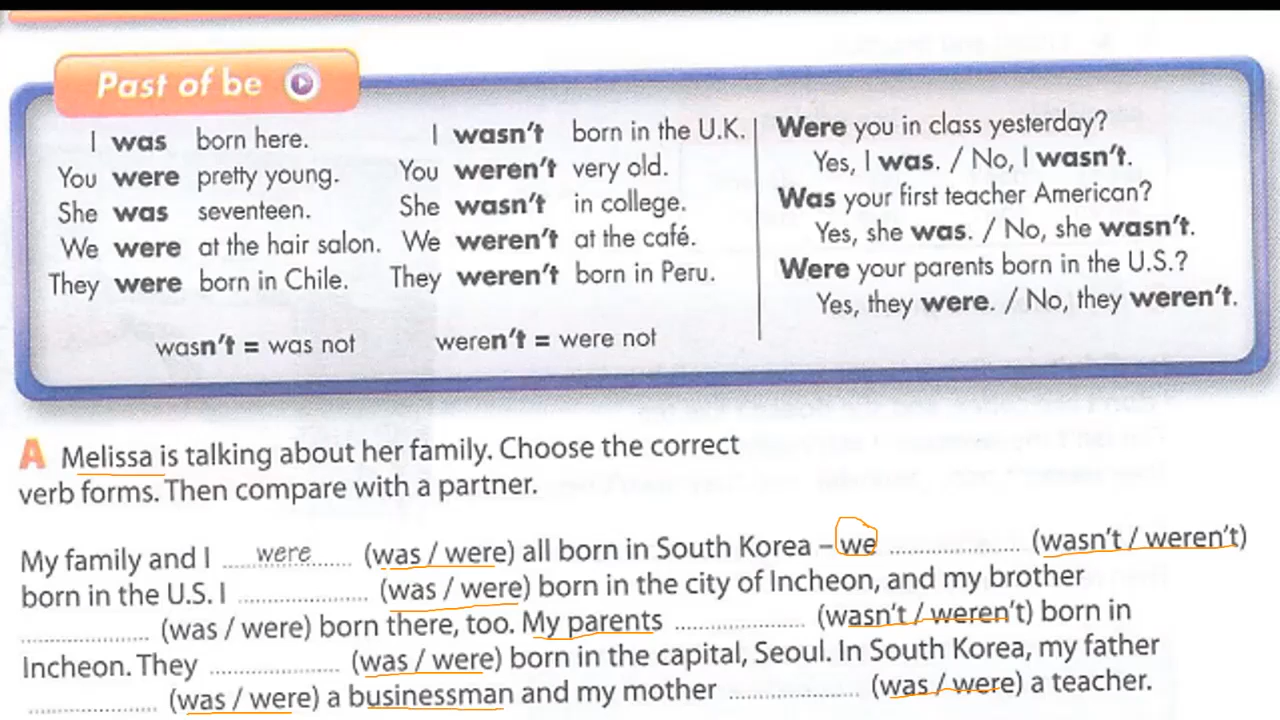 Past of be
I was born here.
You were pretty young.
She was seventeen.
We were at the hair salon.
They were born in Chile.
wasn't = was not
I wasn't born in the U.K.
You weren't very old.
She wasn't in college.
We weren't at the café.
They weren't born in Peru.
weren't = were not
Were you in class yesterday?
Yes, I was. / No, I wasn't.
Was your first teacher American?
Yes, she was. / No, she wasn't.
Were your parents born in the U.S.?
Yes, they were. / No, they weren't.
A Melissa is talking about her family. Choose the correct
verb forms. Then compare with a partner.
My family and I were (was / were) all born in South Korea – we ................ (wasn't / weren't)
born in the U.S. I ................ (was / were) born in the city of Incheon, and my brother
................ (was / were) born there, too. My parents ................ (wasn't / weren't) born in
Incheon. They ................ (was / were) born in the capital, Seoul. In South Korea, my father
................ (was / were) a businessman and my mother ................ (was / were) a teacher.